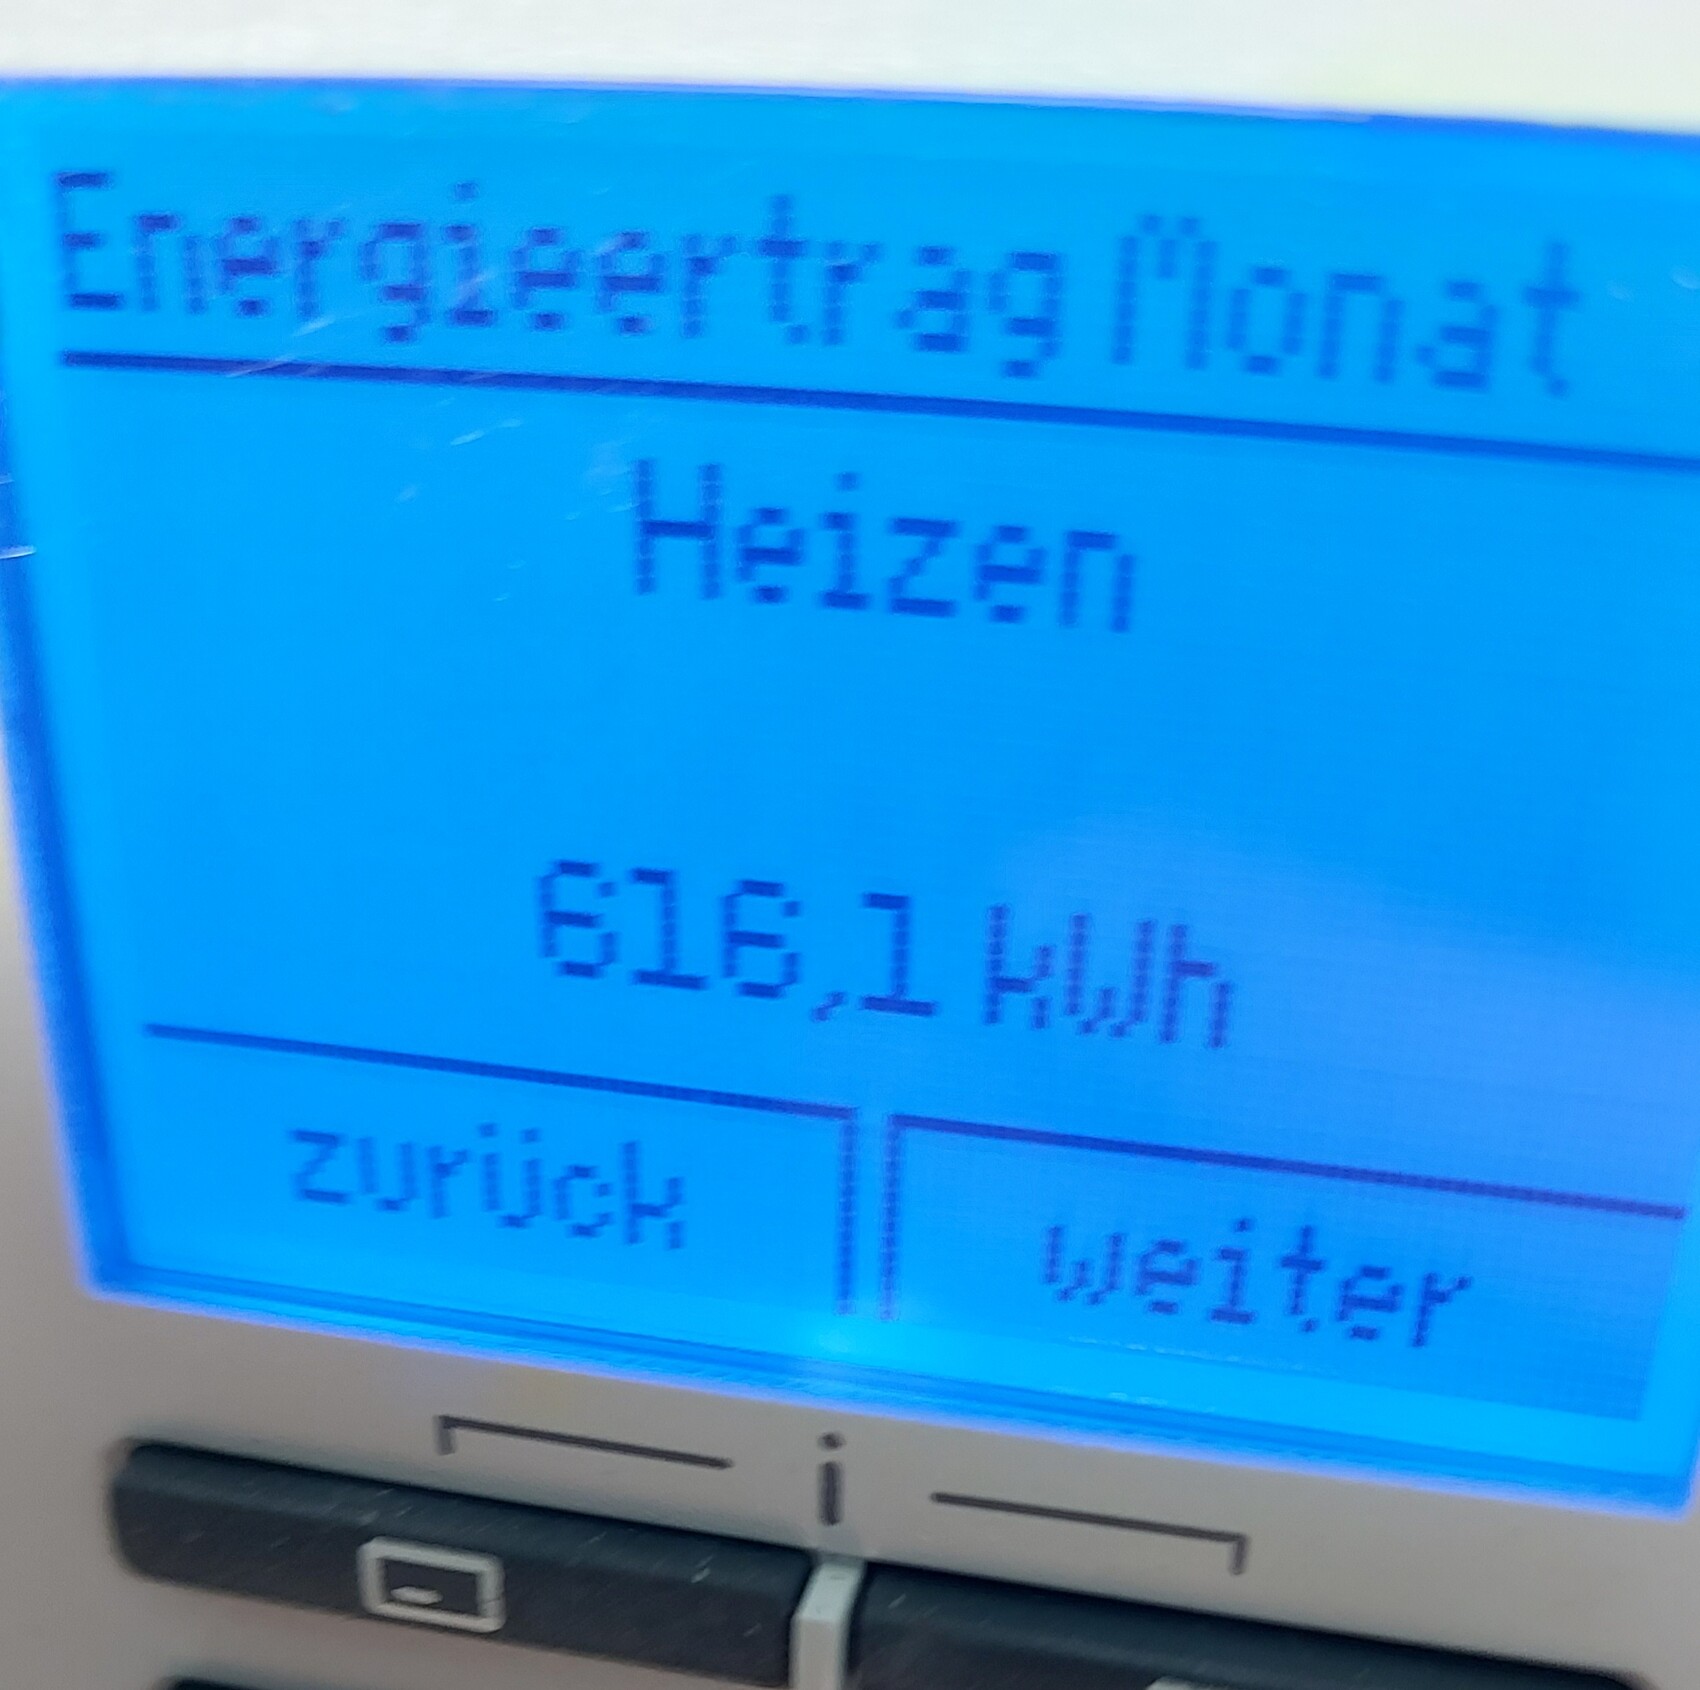 Energieertrag Monat
Heizen
616,1 kWh
zurück weiter
i